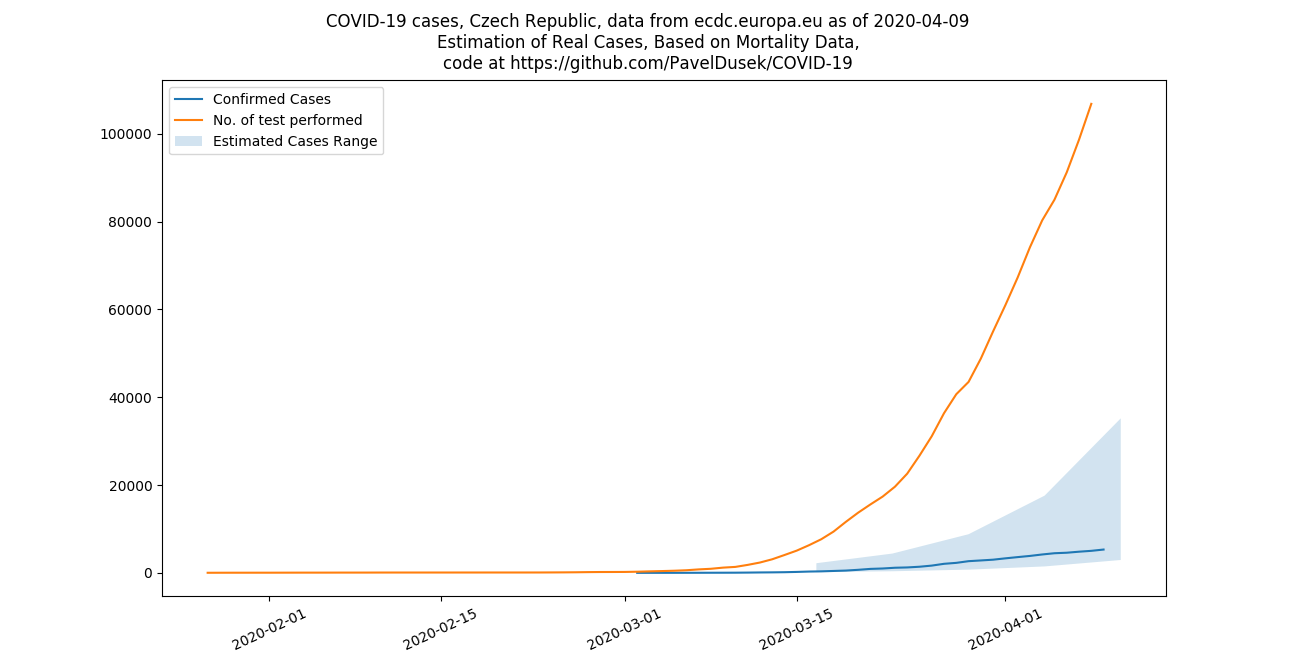 COVID-19 cases, Czech Republic, data from ecdc.europa.eu as of 2020-04-09
Estimation of Real Cases, Based on Mortality Data,
code at https://github.com/PavelDusek/COVID-19
Confirmed Cases
No. of test performed
Estimated Cases Range
100000
80000
60000
40000
20000
0
2020-02-01
2020-02-15
2020-03-01
2020-03-15
2020-04-01